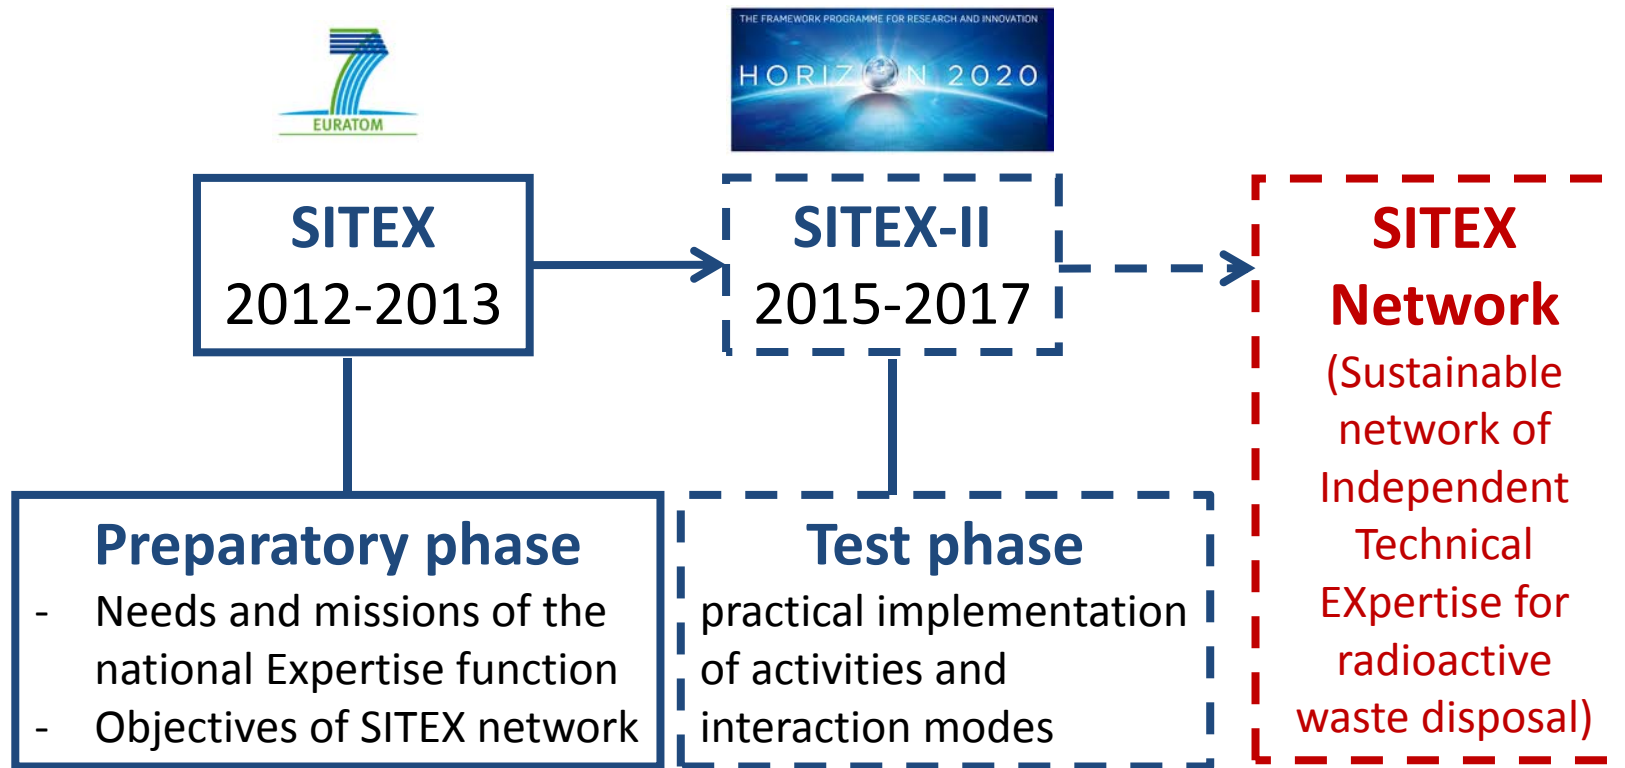 EURATOM
THE FRAMEWORK PROGRAMME FOR RESEARCH AND INNOVATION
HORIZON 2020
SITEX
2012-2013
SITEX-II
2015-2017
SITEX
Network
(Sustainable
network of
Independent
Technical
EXpertise for
radioactive
waste disposal)
Preparatory phase
- Needs and missions of the
national Expertise function
- Objectives of SITEX network
Test phase
practical implementation
of activities and
interaction modes